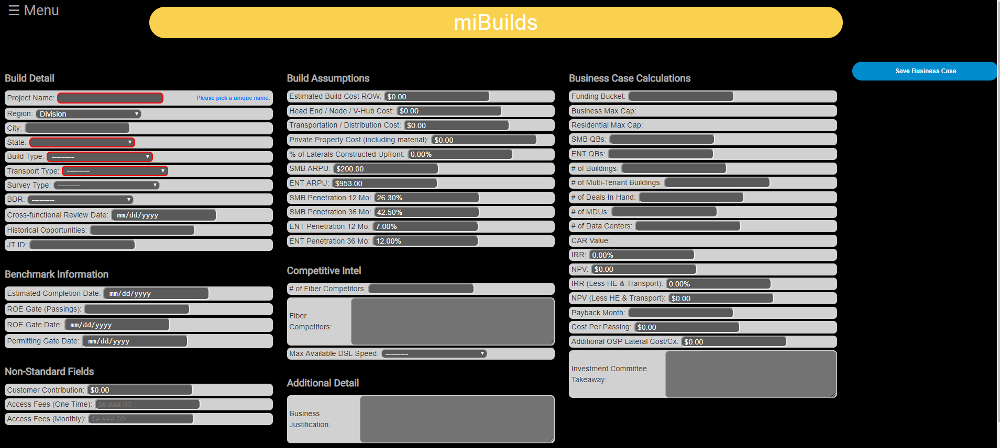 ☰ Menu
miBuilds
Save Business Case
Build Detail
Project Name: Please pick a unique name.
Region: Division
City:
State:
Build Type: ---------
Transport Type: ---------
Survey Type: ---------
BDR: ---------
Cross-functional Review Date: mm/dd/yyyy
Historical Opportunities:
JT ID:
Benchmark Information
Estimated Completion Date: mm/dd/yyyy
ROE Gate (Passings):
ROE Gate Date: mm/dd/yyyy
Permitting Gate Date: mm/dd/yyyy
Non-Standard Fields
Customer Contribution: $0.00
Access Fees (One Time): $#,###.00
Access Fees (Monthly): $#,###.00
Build Assumptions
Estimated Build Cost ROW: $0.00
Head End / Node / V-Hub Cost: $0.00
Transportation / Distribution Cost: $0.00
Private Property Cost (including material): $0.00
% of Laterals Constructed Upfront: 0.00%
SMB ARPU: $200.00
ENT ARPU: $953.00
SMB Penetration 12 Mo: 26.30%
SMB Penetration 36 Mo: 42.50%
ENT Penetration 12 Mo: 7.00%
ENT Penetration 36 Mo: 12.00%
Competitive Intel
# of Fiber Competitors:
Fiber
Competitors:
Max Available DSL Speed: ---------
Additional Detail
Business
Justification:
Business Case Calculations
Funding Bucket:
Business Max Cap:
Residential Max Cap:
SMB QBs:
ENT QBs:
# of Buildings:
# of Multi-Tenant Buildings:
# of Deals In Hand:
# of MDUs:
# of Data Centers:
CAR Value:
IRR: 0.00%
NPV: $0.00
IRR (Less HE & Transport): 0.00%
NPV (Less HE & Transport): $0.00
Payback Month:
Cost Per Passing: $0.00
Additional OSP Lateral Cost/Cx: $0.00
Investment Committee
Takeaway: